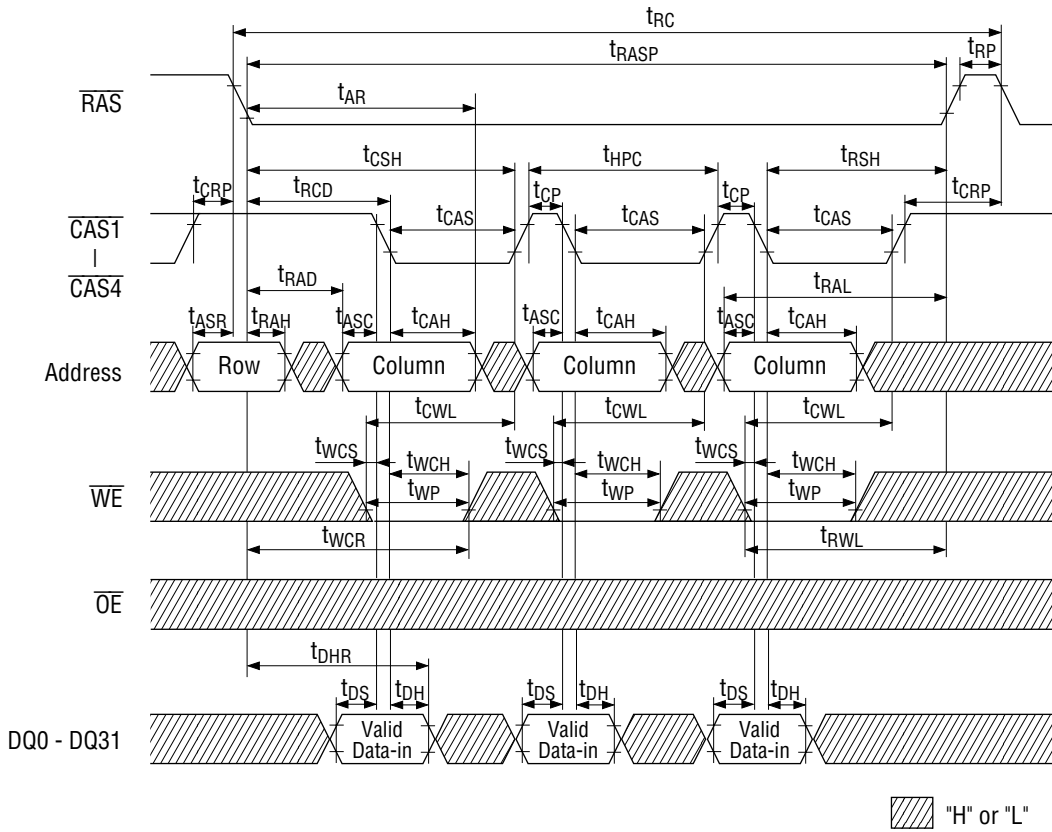 tRC
tRASP
tRP
RAS
tAR
tCSH
tHPC
tRSH
tCRP
tRCD
tCP
tCP
tCRP
CAS1
tCAS
tCAS
tCAS
|
CAS4
tRAD
tRAL
tASR
tRAH
tASC
tCAH
tASC
tCAH
tASC
tCAH
Address
Row
Column
Column
Column
tCWL
tCWL
tCWL
tWCS
tWCH
tWCS
tWCH
tWCS
tWCH
WE
tWP
tWP
tWP
tWCR
tRWL
OE
tDHR
tDS
tDH
tDS
tDH
tDS
tDH
DQ0 - DQ31
Valid
Data-in
Valid
Data-in
Valid
Data-in
"H" or "L"